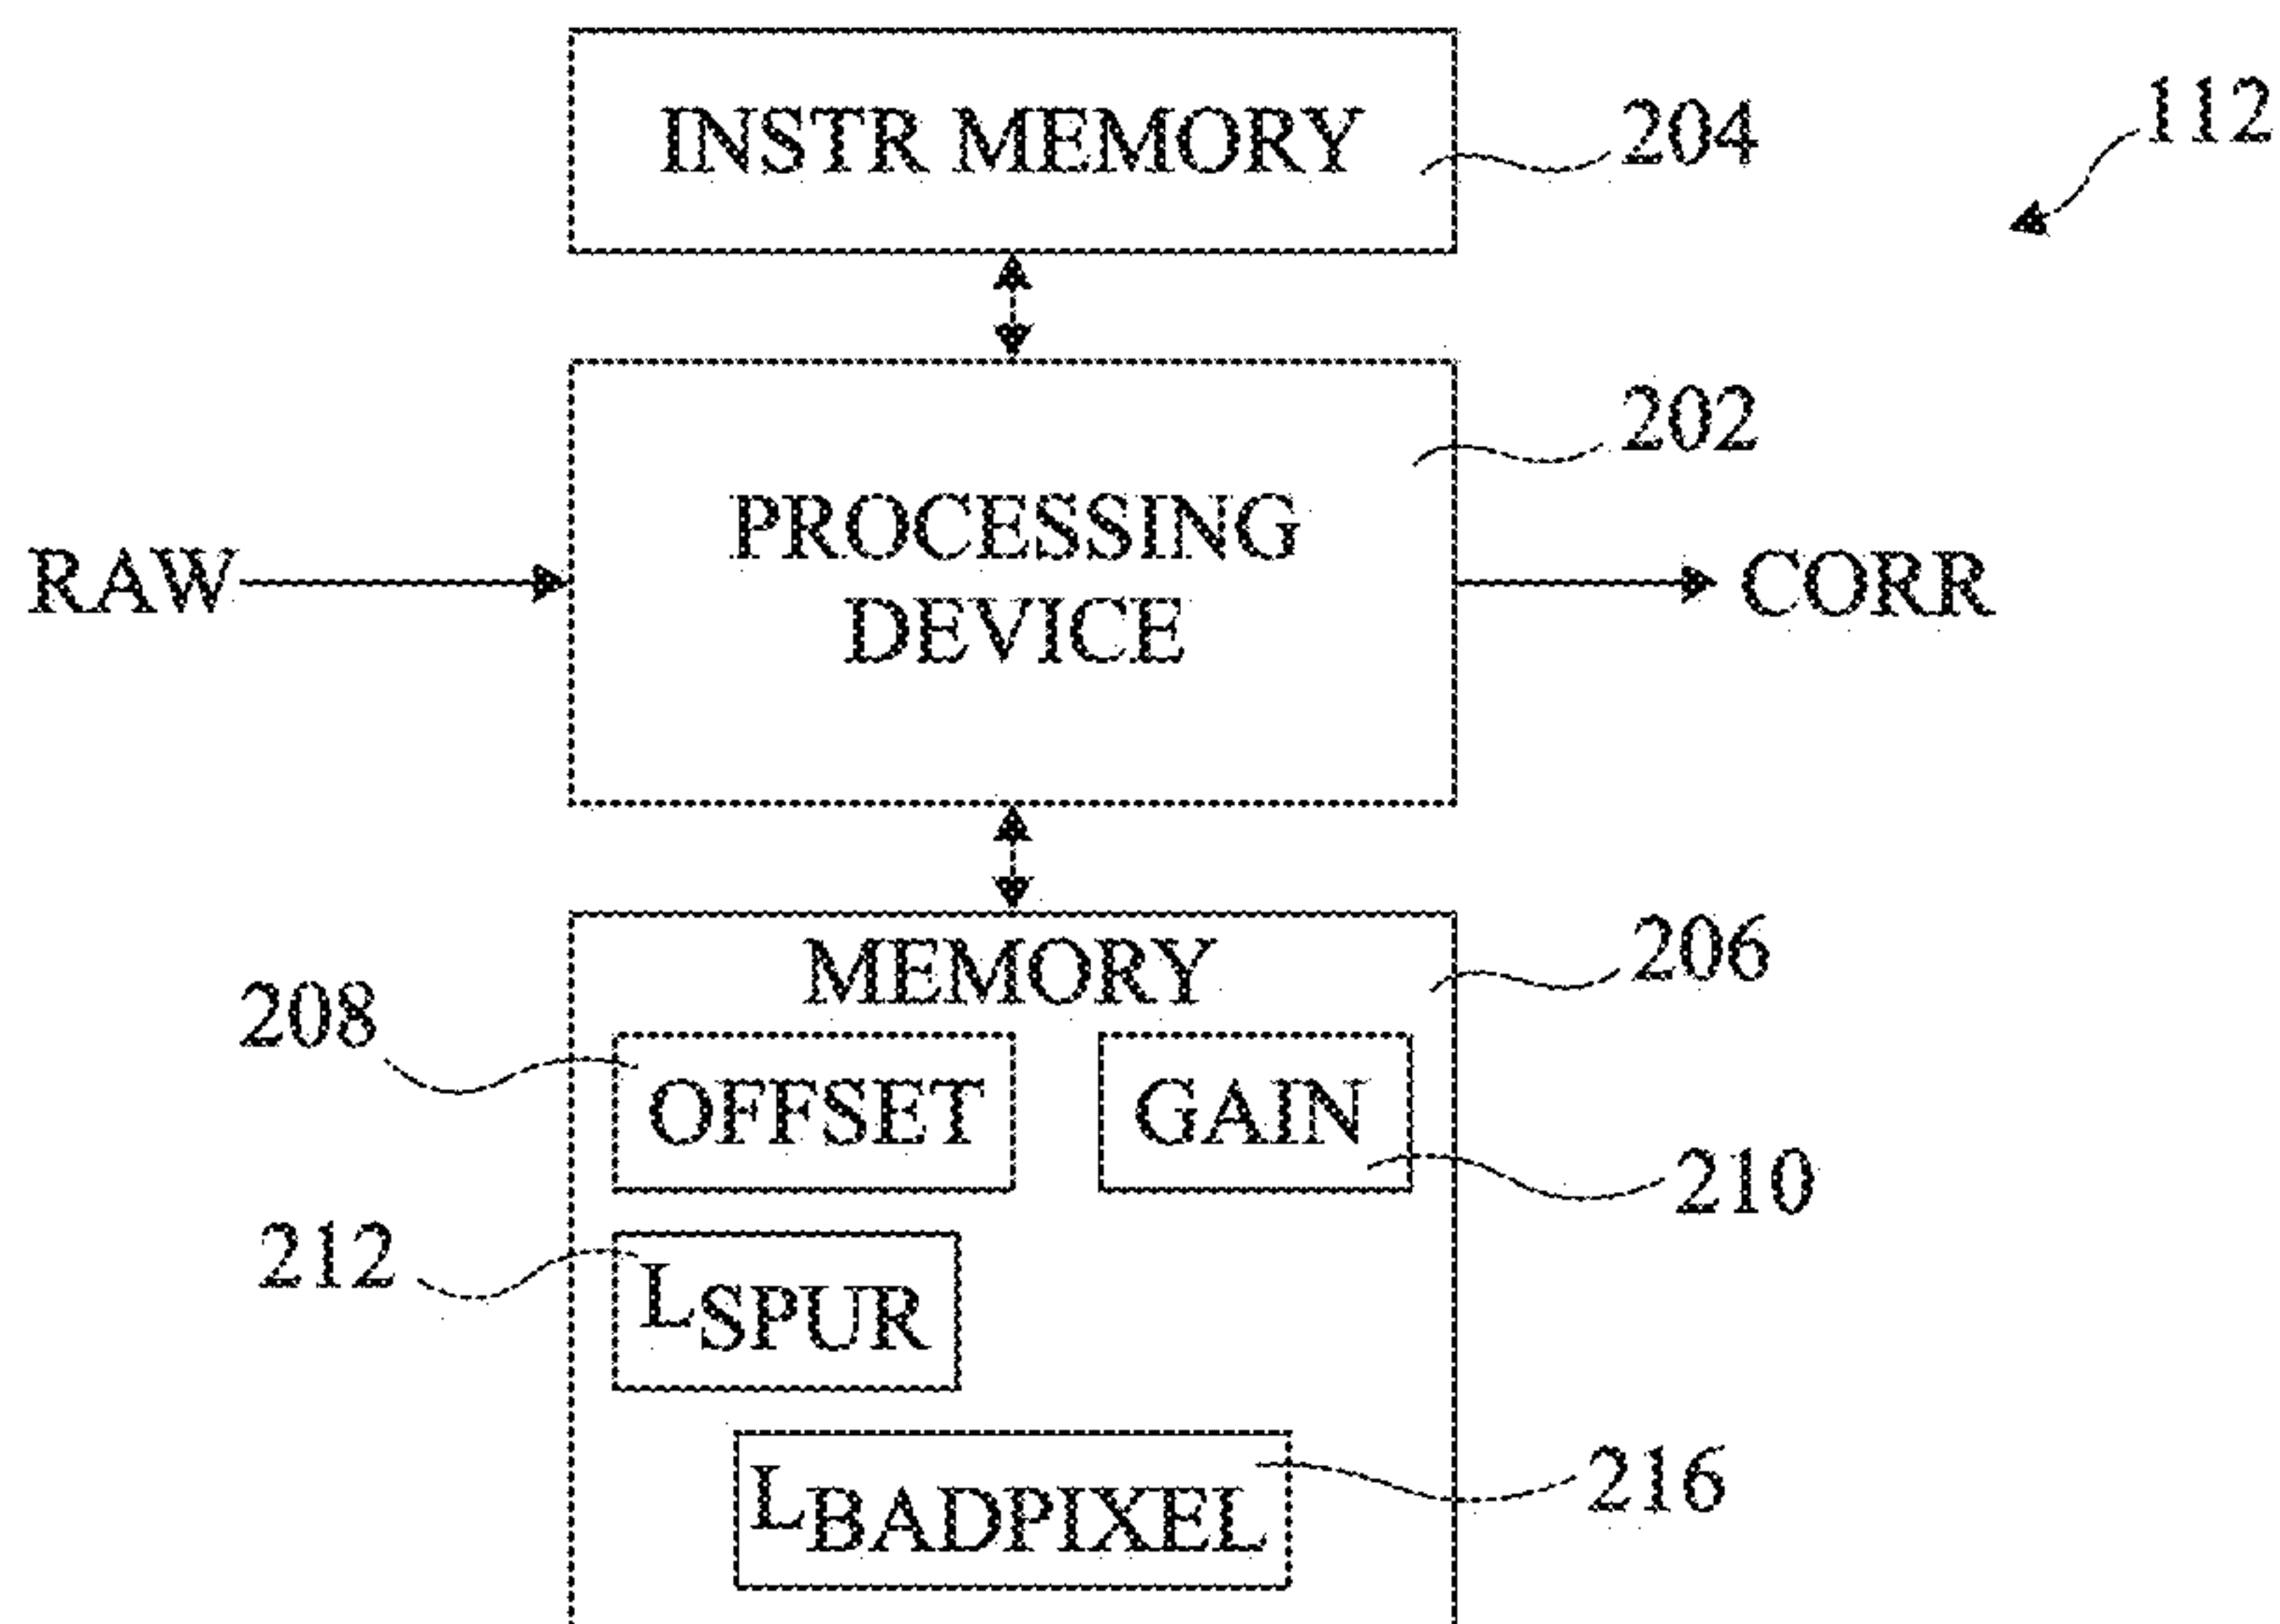 112
INSTR MEMORY
204
202
PROCESSING
DEVICE
RAW
CORR
MEMORY
206
208
OFFSET
GAIN
210
212
LSPUR
LBADPIXEL
216